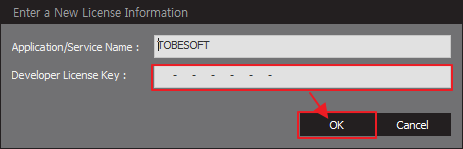 Enter a New License Information
Application/Service Name : TOBESOFT
Developer License Key : - - - - - -
OK Cancel